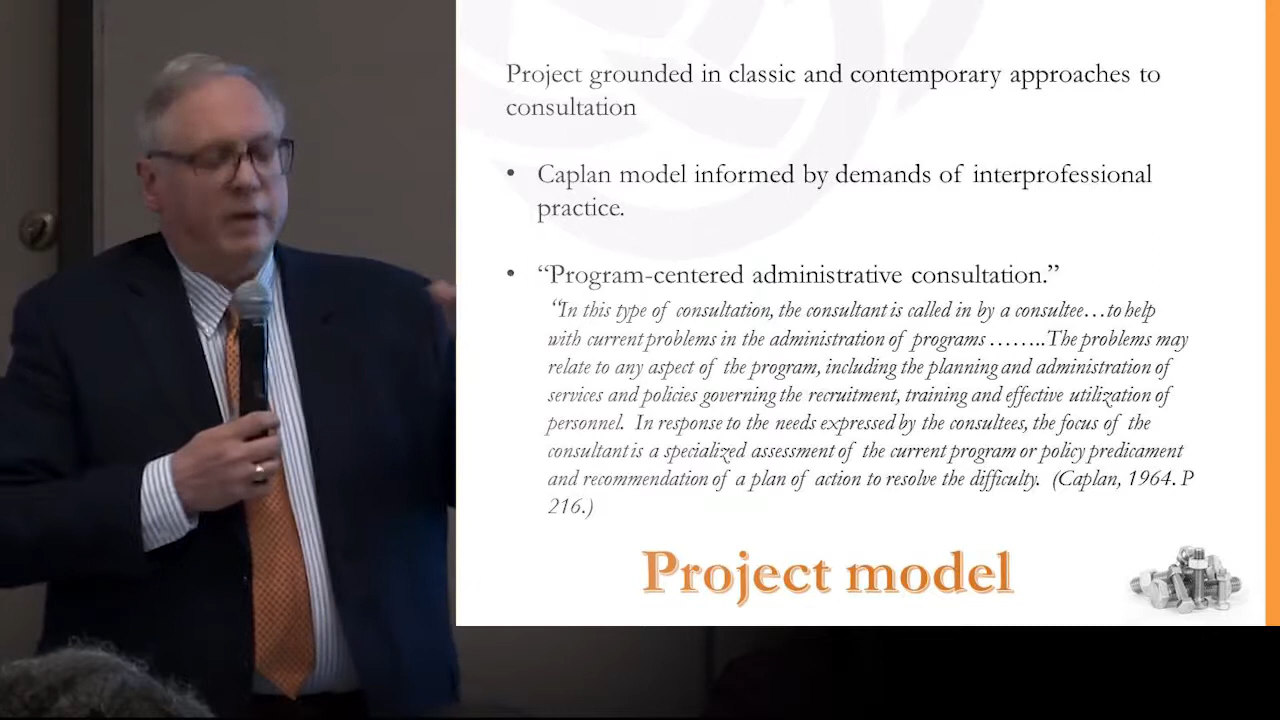 Project grounded in classic and contemporary approaches to
consultation
• Caplan model informed by demands of interprofessional
practice.
• “Program-centered administrative consultation.”
“In this type of consultation, the consultant is called in by a consultee…to help
with current problems in the administration of programs ……..The problems may
relate to any aspect of the program, including the planning and administration of
services and policies governing the recruitment, training and effective utilization of
personnel. In response to the needs expressed by the consultees, the focus of the
consultant is a specialized assessment of the current program or policy predicament
and recommendation of a plan of action to resolve the difficulty. (Caplan, 1964. P
216.)
Project model